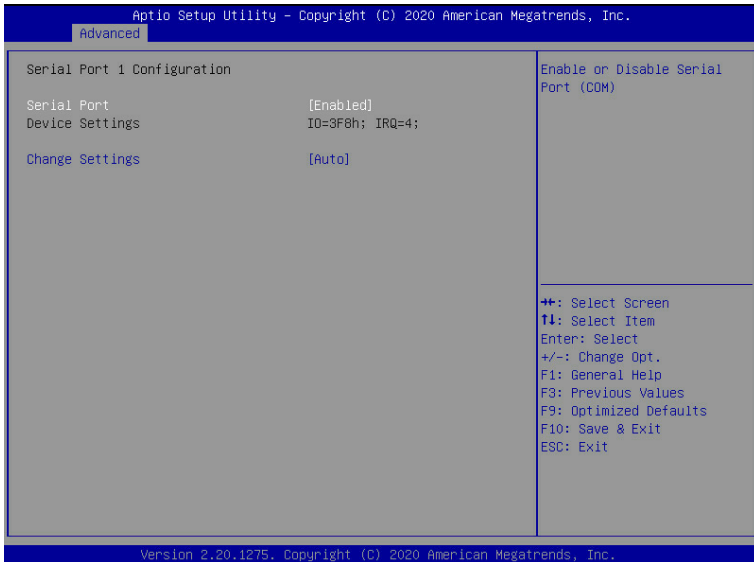 Aptio Setup Utility – Copyright (C) 2020 American Megatrends, Inc.
Advanced
Serial Port 1 Configuration
Serial Port [Enabled]
Device Settings IO=3F8h; IRQ=4;
Change Settings [Auto]
Enable or Disable Serial
Port (COM)
→←: Select Screen
↑↓: Select Item
Enter: Select
+/-: Change Opt.
F1: General Help
F3: Previous Values
F9: Optimized Defaults
F10: Save & Exit
ESC: Exit
Version 2.20.1275. Copyright (C) 2020 American Megatrends, Inc.